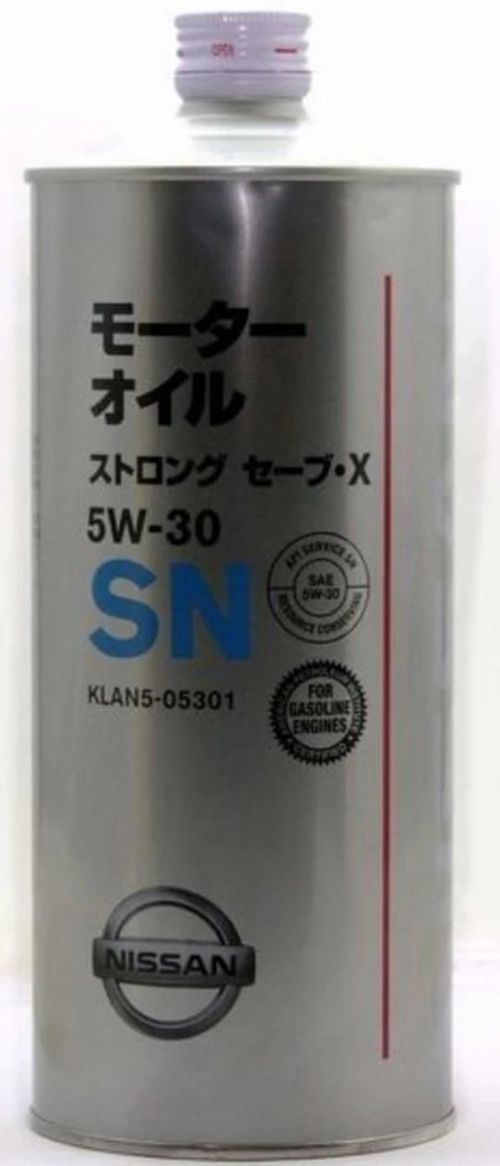 OPEN
モーター
オイル
ストロング セーブ・X
5W-30
SN
API SERVICE SN
SAE
5W-30
RESOURCE CONSERVING
KLAN5-05301
FOR
GASOLINE
ENGINES
CERTIFIED
NISSAN